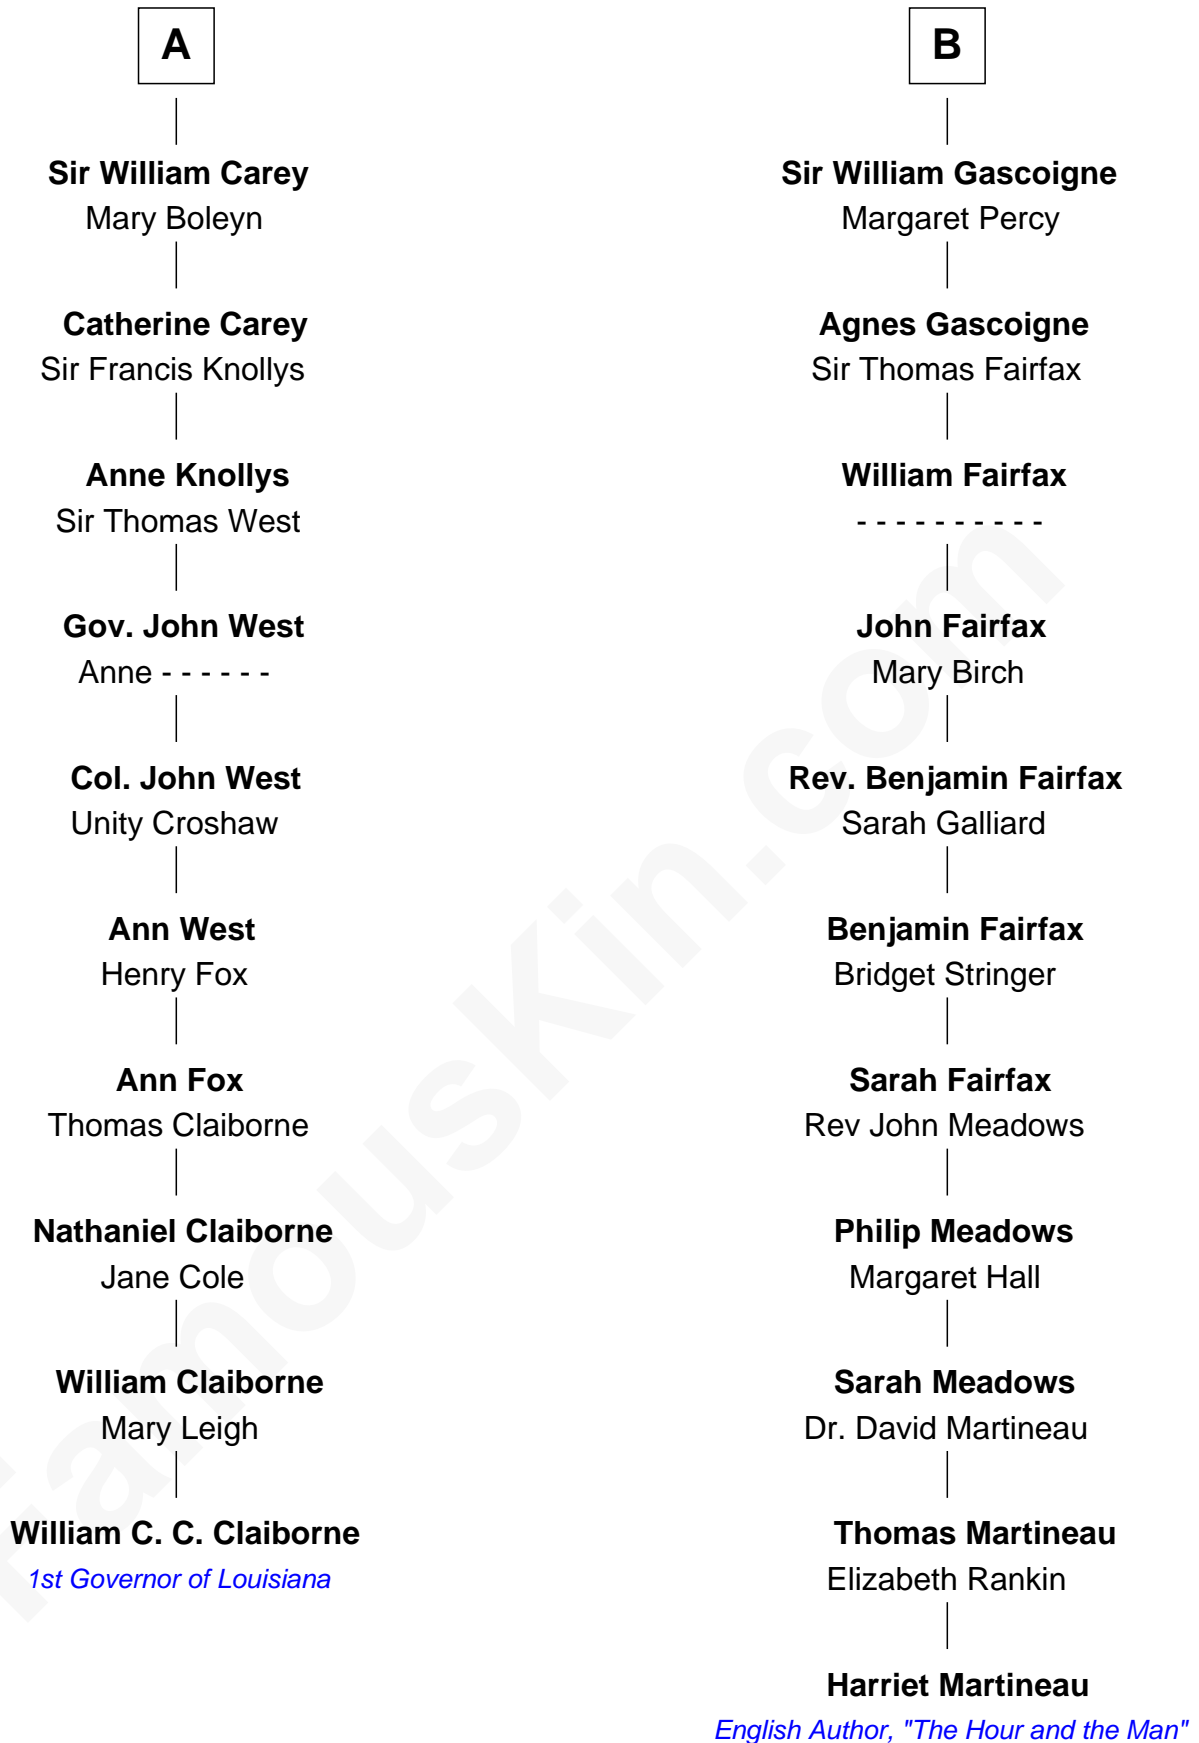 A
Sir William Carey
Mary Boleyn
Catherine Carey
Sir Francis Knollys
Anne Knollys
Sir Thomas West
Gov. John West
Anne - - - - - -
Col. John West
Unity Croshaw
Ann West
Henry Fox
Ann Fox
Thomas Claiborne
Nathaniel Claiborne
Jane Cole
William Claiborne
Mary Leigh
William C. C. Claiborne
1st Governor of Louisiana
B
Sir William Gascoigne
Margaret Percy
Agnes Gascoigne
Sir Thomas Fairfax
William Fairfax
- - - - - - - - - -
John Fairfax
Mary Birch
Rev. Benjamin Fairfax
Sarah Galliard
Benjamin Fairfax
Bridget Stringer
Sarah Fairfax
Rev John Meadows
Philip Meadows
Margaret Hall
Sarah Meadows
Dr. David Martineau
Thomas Martineau
Elizabeth Rankin
Harriet Martineau
English Author, "The Hour and the Man"
FamousKin.com